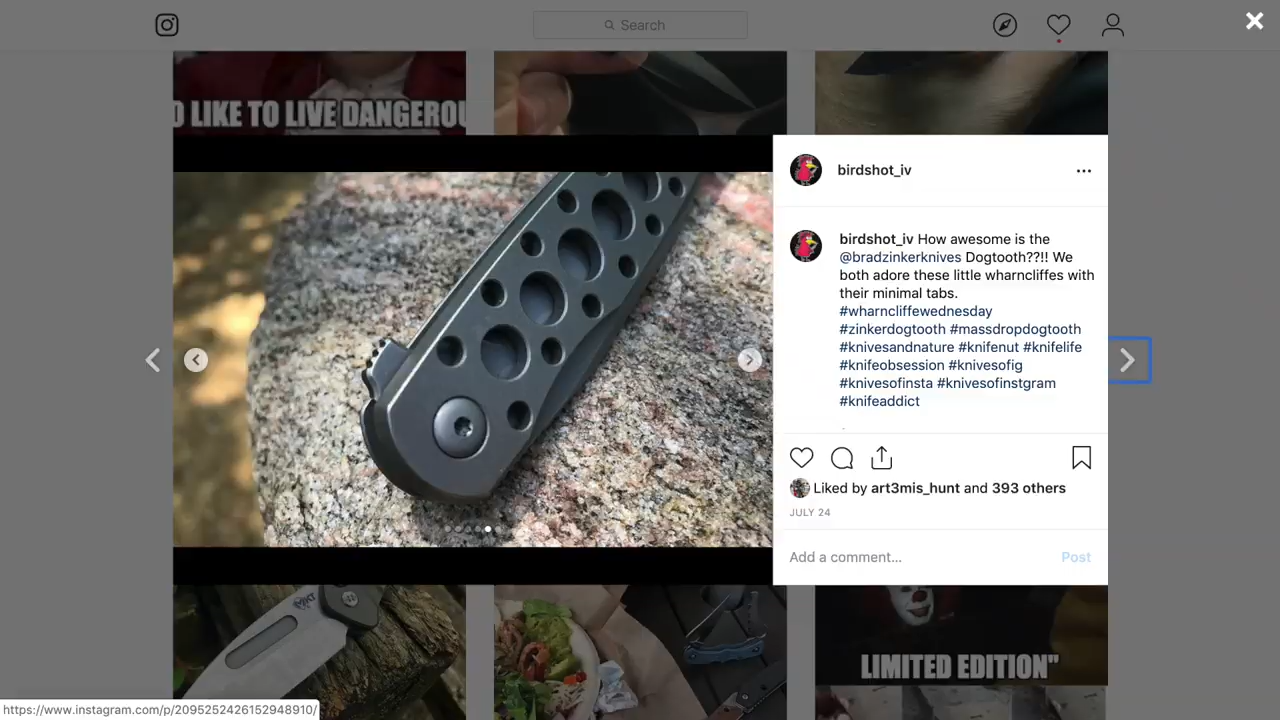 Search
O LIKE TO LIVE DANGEROU
birdshot_iv
birdshot_iv How awesome is the
@bradzinkerknives Dogtooth??!! We
both adore these little wharncliffes with
their minimal tabs.
#wharncliffewednesday
#zinkerdogtooth #massdropdogtooth
#knivesandnature #knifenut #knifelife
#knifeobsession #knivesofig
#knivesofinsta #knivesofinstgram
#knifeaddict
Liked by art3mis_hunt and 393 others
JULY 24
Add a comment...
Post
LIMITED EDITION"
https://www.instagram.com/p/2095252426152948910/